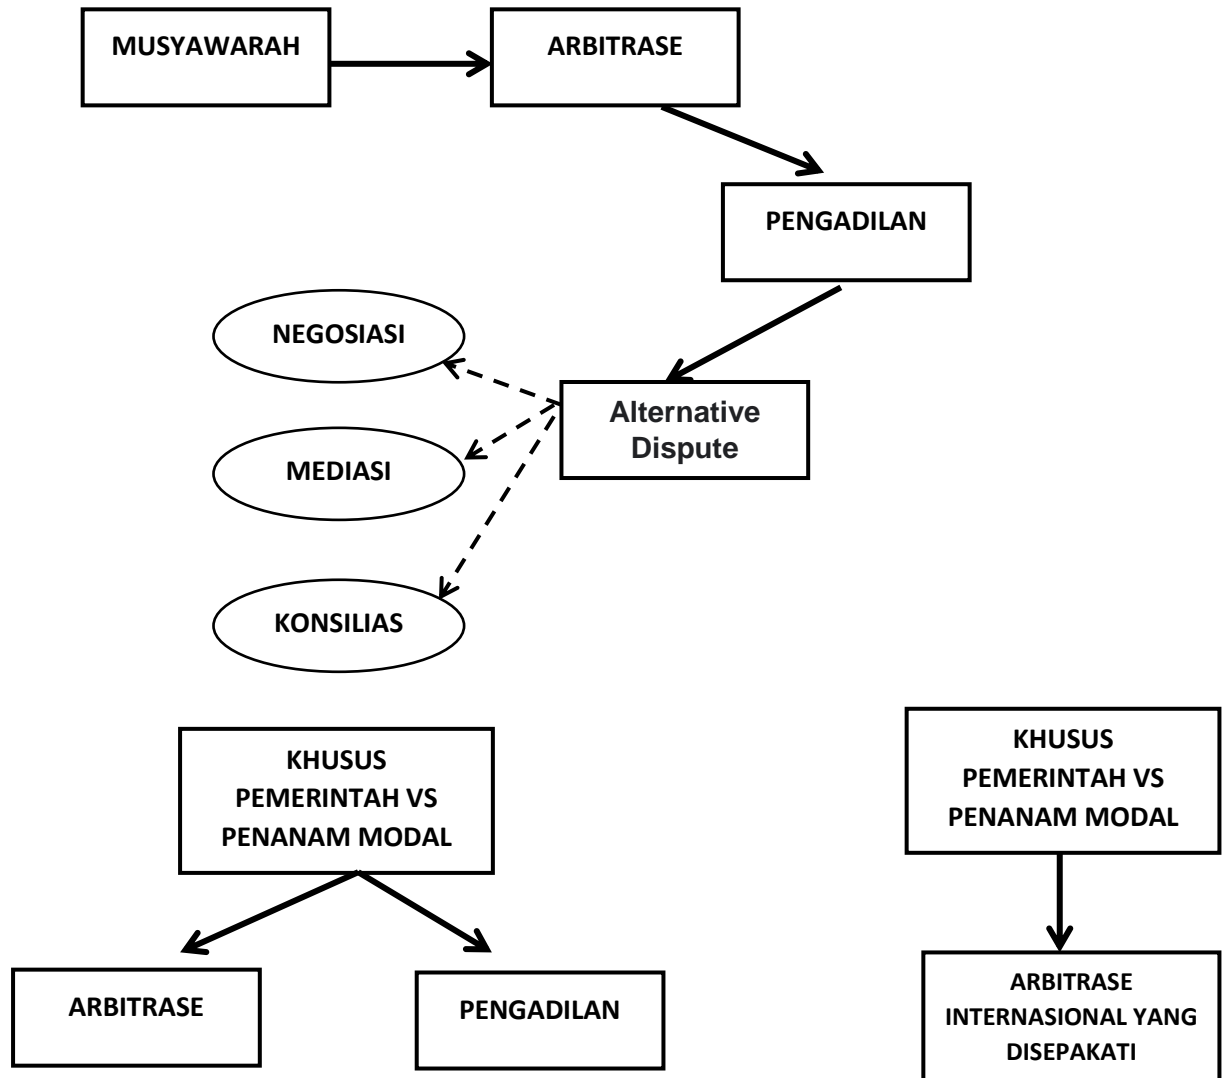 MUSYAWARAH
ARBITRASE
PENGADILAN
NEGOSIASI
Alternative
Dispute
MEDIASI
KONSILIAS
KHUSUS
PEMERINTAH VS
PENANAM MODAL
KHUSUS
PEMERINTAH VS
PENANAM MODAL
ARBITRASE
PENGADILAN
ARBITRASE
INTERNASIONAL YANG
DISEPAKATI